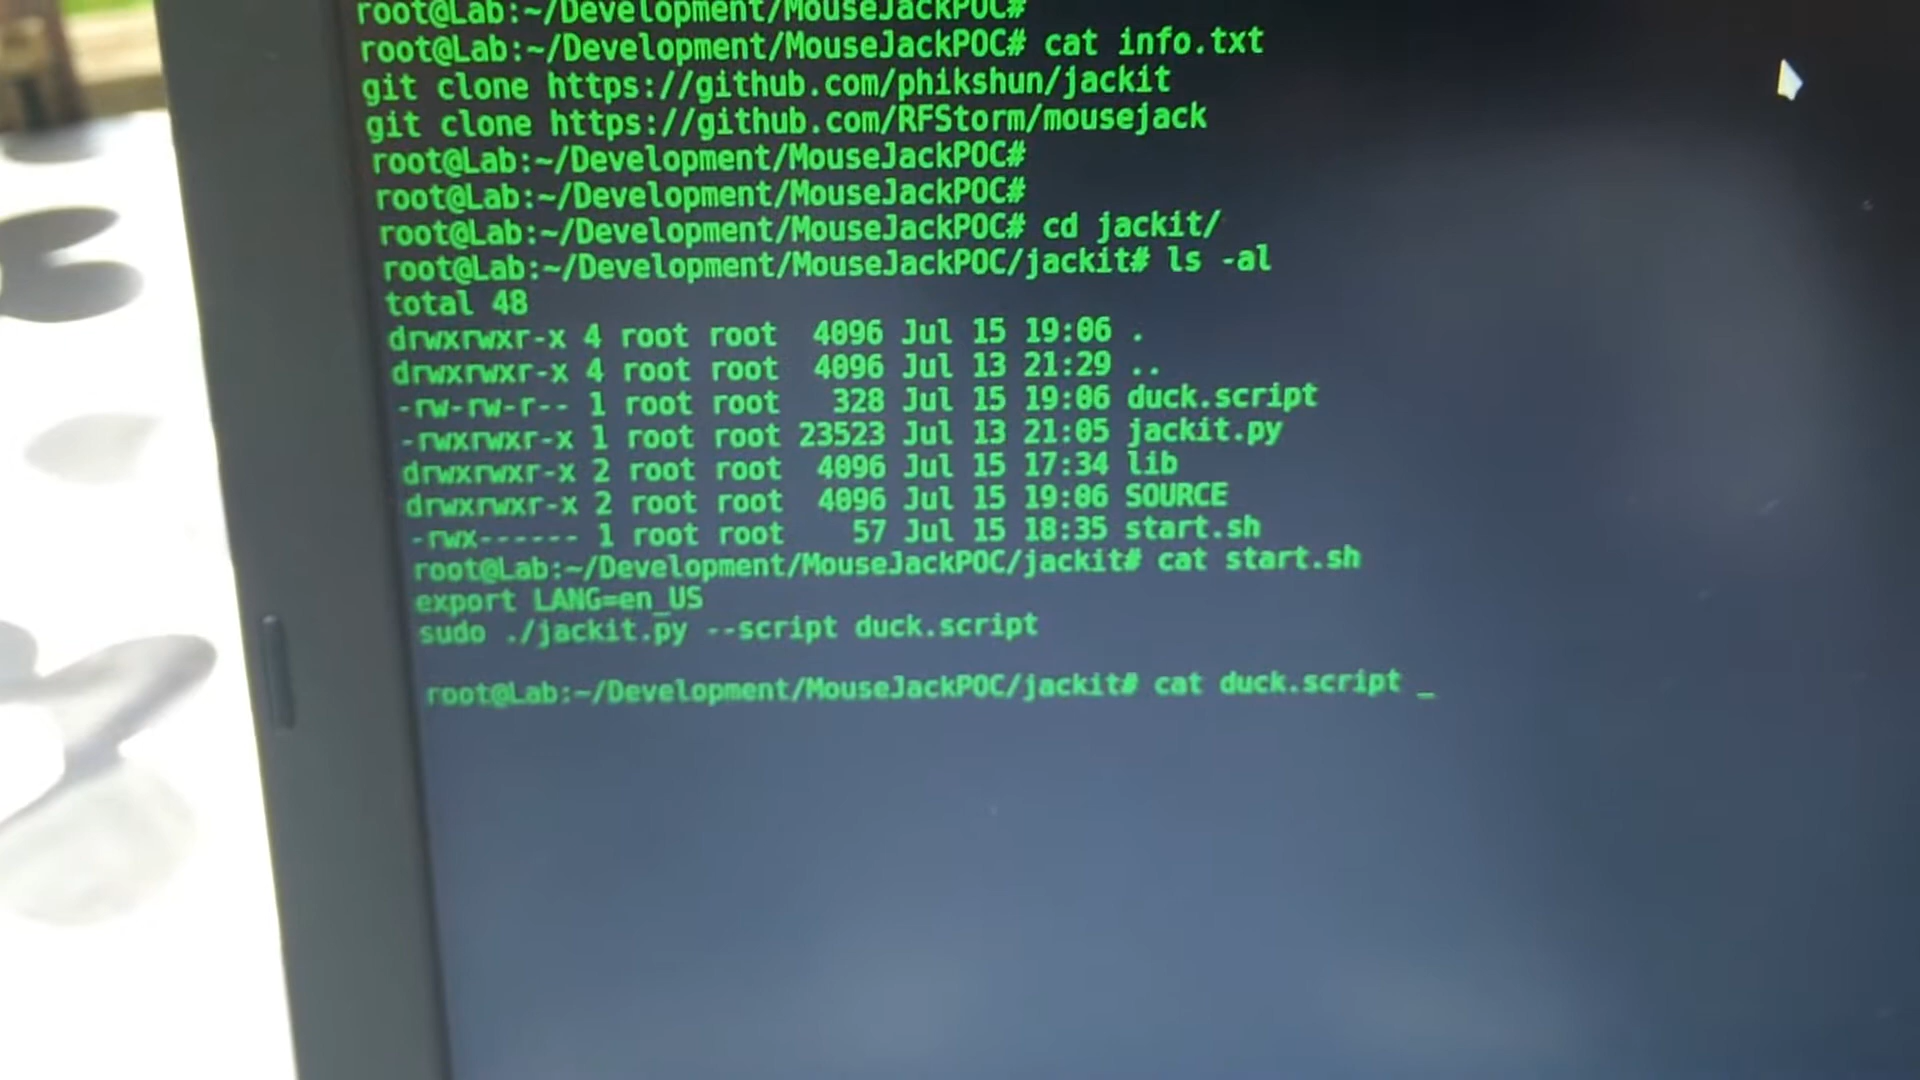 root@Lab:~/Development/MouseJackPOC#
root@Lab:~/Development/MouseJackPOC# cat info.txt
git clone https://github.com/phikshun/jackit
git clone https://github.com/RFStorm/mousejack
root@Lab:~/Development/MouseJackPOC#
root@Lab:~/Development/MouseJackPOC#
root@Lab:~/Development/MouseJackPOC# cd jackit/
root@Lab:~/Development/MouseJackPOC/jackit# ls -al
total 48
drwxrwxr-x 4 root root  4096 Jul 15 19:06 .
drwxrwxr-x 4 root root  4096 Jul 13 21:29 ..
-rw-rw-r-- 1 root root   328 Jul 15 19:06 duck.script
-rwxrwxr-x 1 root root 23523 Jul 13 21:05 jackit.py
drwxrwxr-x 2 root root  4096 Jul 15 17:34 lib
drwxrwxr-x 2 root root  4096 Jul 15 19:06 SOURCE
-rwx------ 1 root root    57 Jul 15 18:35 start.sh
root@Lab:~/Development/MouseJackPOC/jackit# cat start.sh
export LANG=en_US
sudo ./jackit.py --script duck.script
root@Lab:~/Development/MouseJackPOC/jackit# cat duck.script _